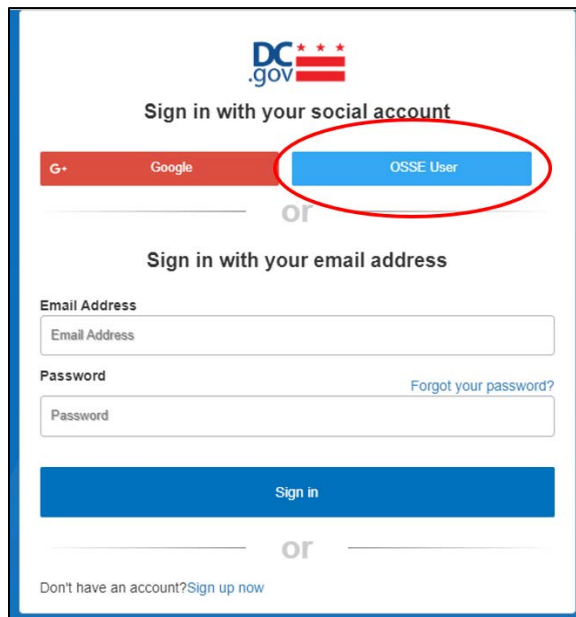 DC
.gov
Sign in with your social account
G+ Google OSSE User
or
Sign in with your email address
Email Address
Email Address
Password
Forgot your password?
Password
Sign in
or
Don't have an account?Sign up now